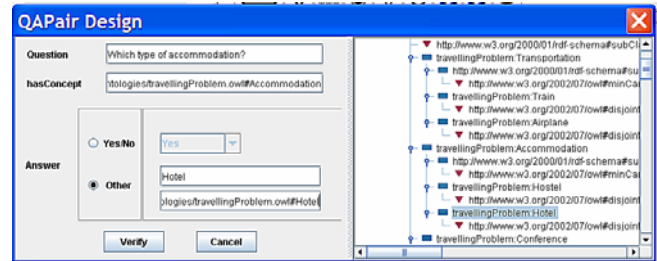 QAPair Design
Question
Which type of accommodation?
hasConcept
ntologies/travellingProblem.owl#Accommodation
Answer
Yes/No
Yes
Other
Hotel
ologies/travellingProblem.owl#Hotel
Verify
Cancel
http://www.w3.org/2000/01/rdf-schema#subCl
travellingProblem:Transportation
http://www.w3.org/2000/01/rdf-schema#su
http://www.w3.org/2002/07/owl#minCar
travellingProblem:Train
http://www.w3.org/2002/07/owl#disjoint
travellingProblem:Airplane
http://www.w3.org/2002/07/owl#disjoint
travellingProblem:Accommodation
http://www.w3.org/2000/01/rdf-schema#su
http://www.w3.org/2002/07/owl#minCar
travellingProblem:Hostel
http://www.w3.org/2002/07/owl#disjoint
travellingProblem:Hotel
http://www.w3.org/2002/07/owl#disjoint
travellingProblem:Conference